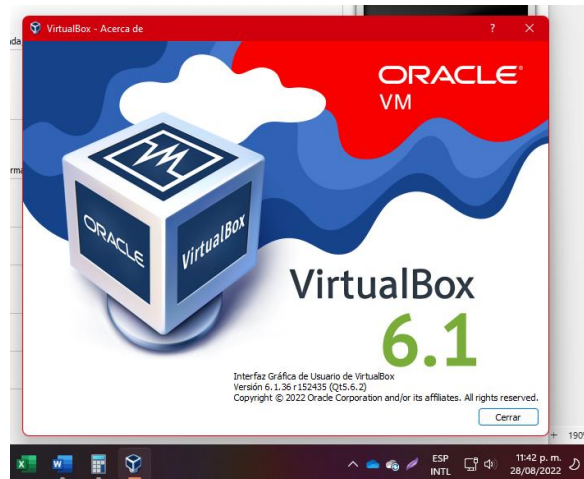 ada
VirtualBox - Acerca de
?
ORACLE®
VM
rma
ORACLE
VirtualBox
VirtualBox
6.1
Interfaz Gráfica de Usuario de VirtualBox
Versión 6.1.36 r152435 (Qt5.6.2)
Copyright © 2022 Oracle Corporation and/or its affiliates. All rights reserved.
Cerrar
+ 190%
ESP
INTL
11:42 p. m.
28/08/2022